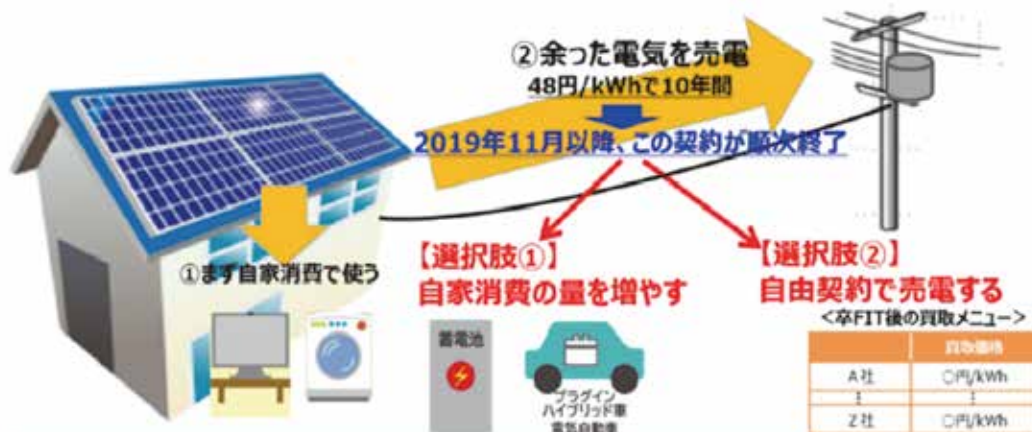 ②余った電気を売電
48円/kWhで10年間
2019年11月以降、この契約が順次終了
①まず自家消費で使う
【選択肢①】
自家消費の量を増やす
蓄電池
プラグイン
ハイブリッド車
電気自動車
【選択肢②】
自由契約で売電する
<卒FIT後の買取メニュー>
買取価格
A社 〇円/kWh
⋮ ⋮
Z社 〇円/kWh